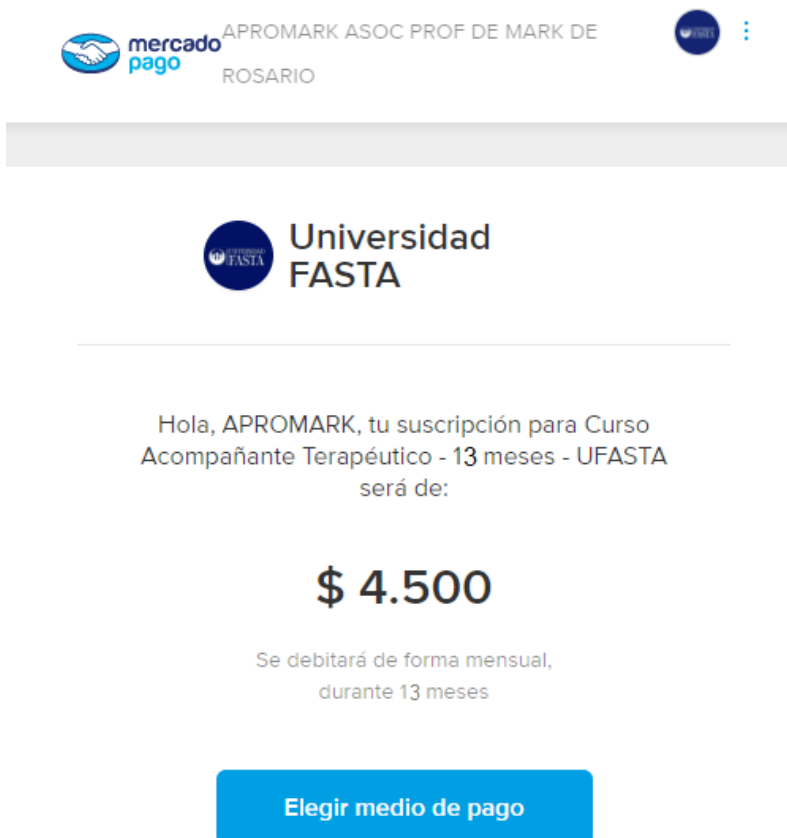 mercado
pago
APROMARK ASOC PROF DE MARK DE
ROSARIO
Universidad
FASTA
UNIVERSIDAD
FASTA
Hola, APROMARK, tu suscripción para Curso
Acompañante Terapéutico - 13 meses - UFASTA
será de:
$ 4.500
Se debitará de forma mensual,
durante 13 meses
Elegir medio de pago